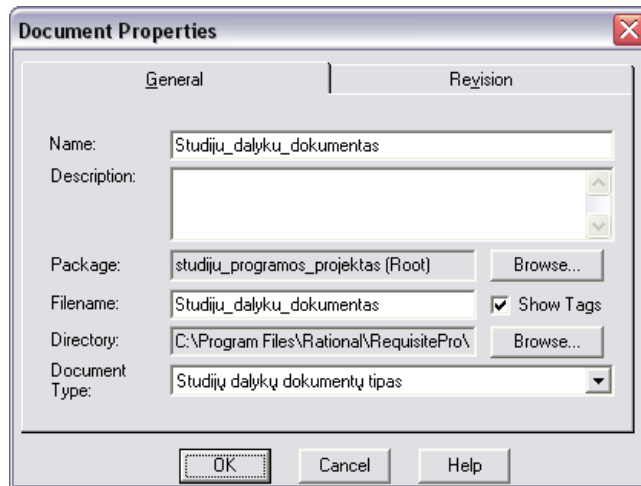 Document Properties
General Revision
Name: Studiju_dalyku_dokumentas
Description:
Package: studiju_programos_projektas (Root) Browse...
Filename: Studiju_dalyku_dokumentas Show Tags
Directory: C:\Program Files\Rational\RequisitePro\ Browse...
Document
Type: Studijų dalykų dokumentų tipas
OK Cancel Help